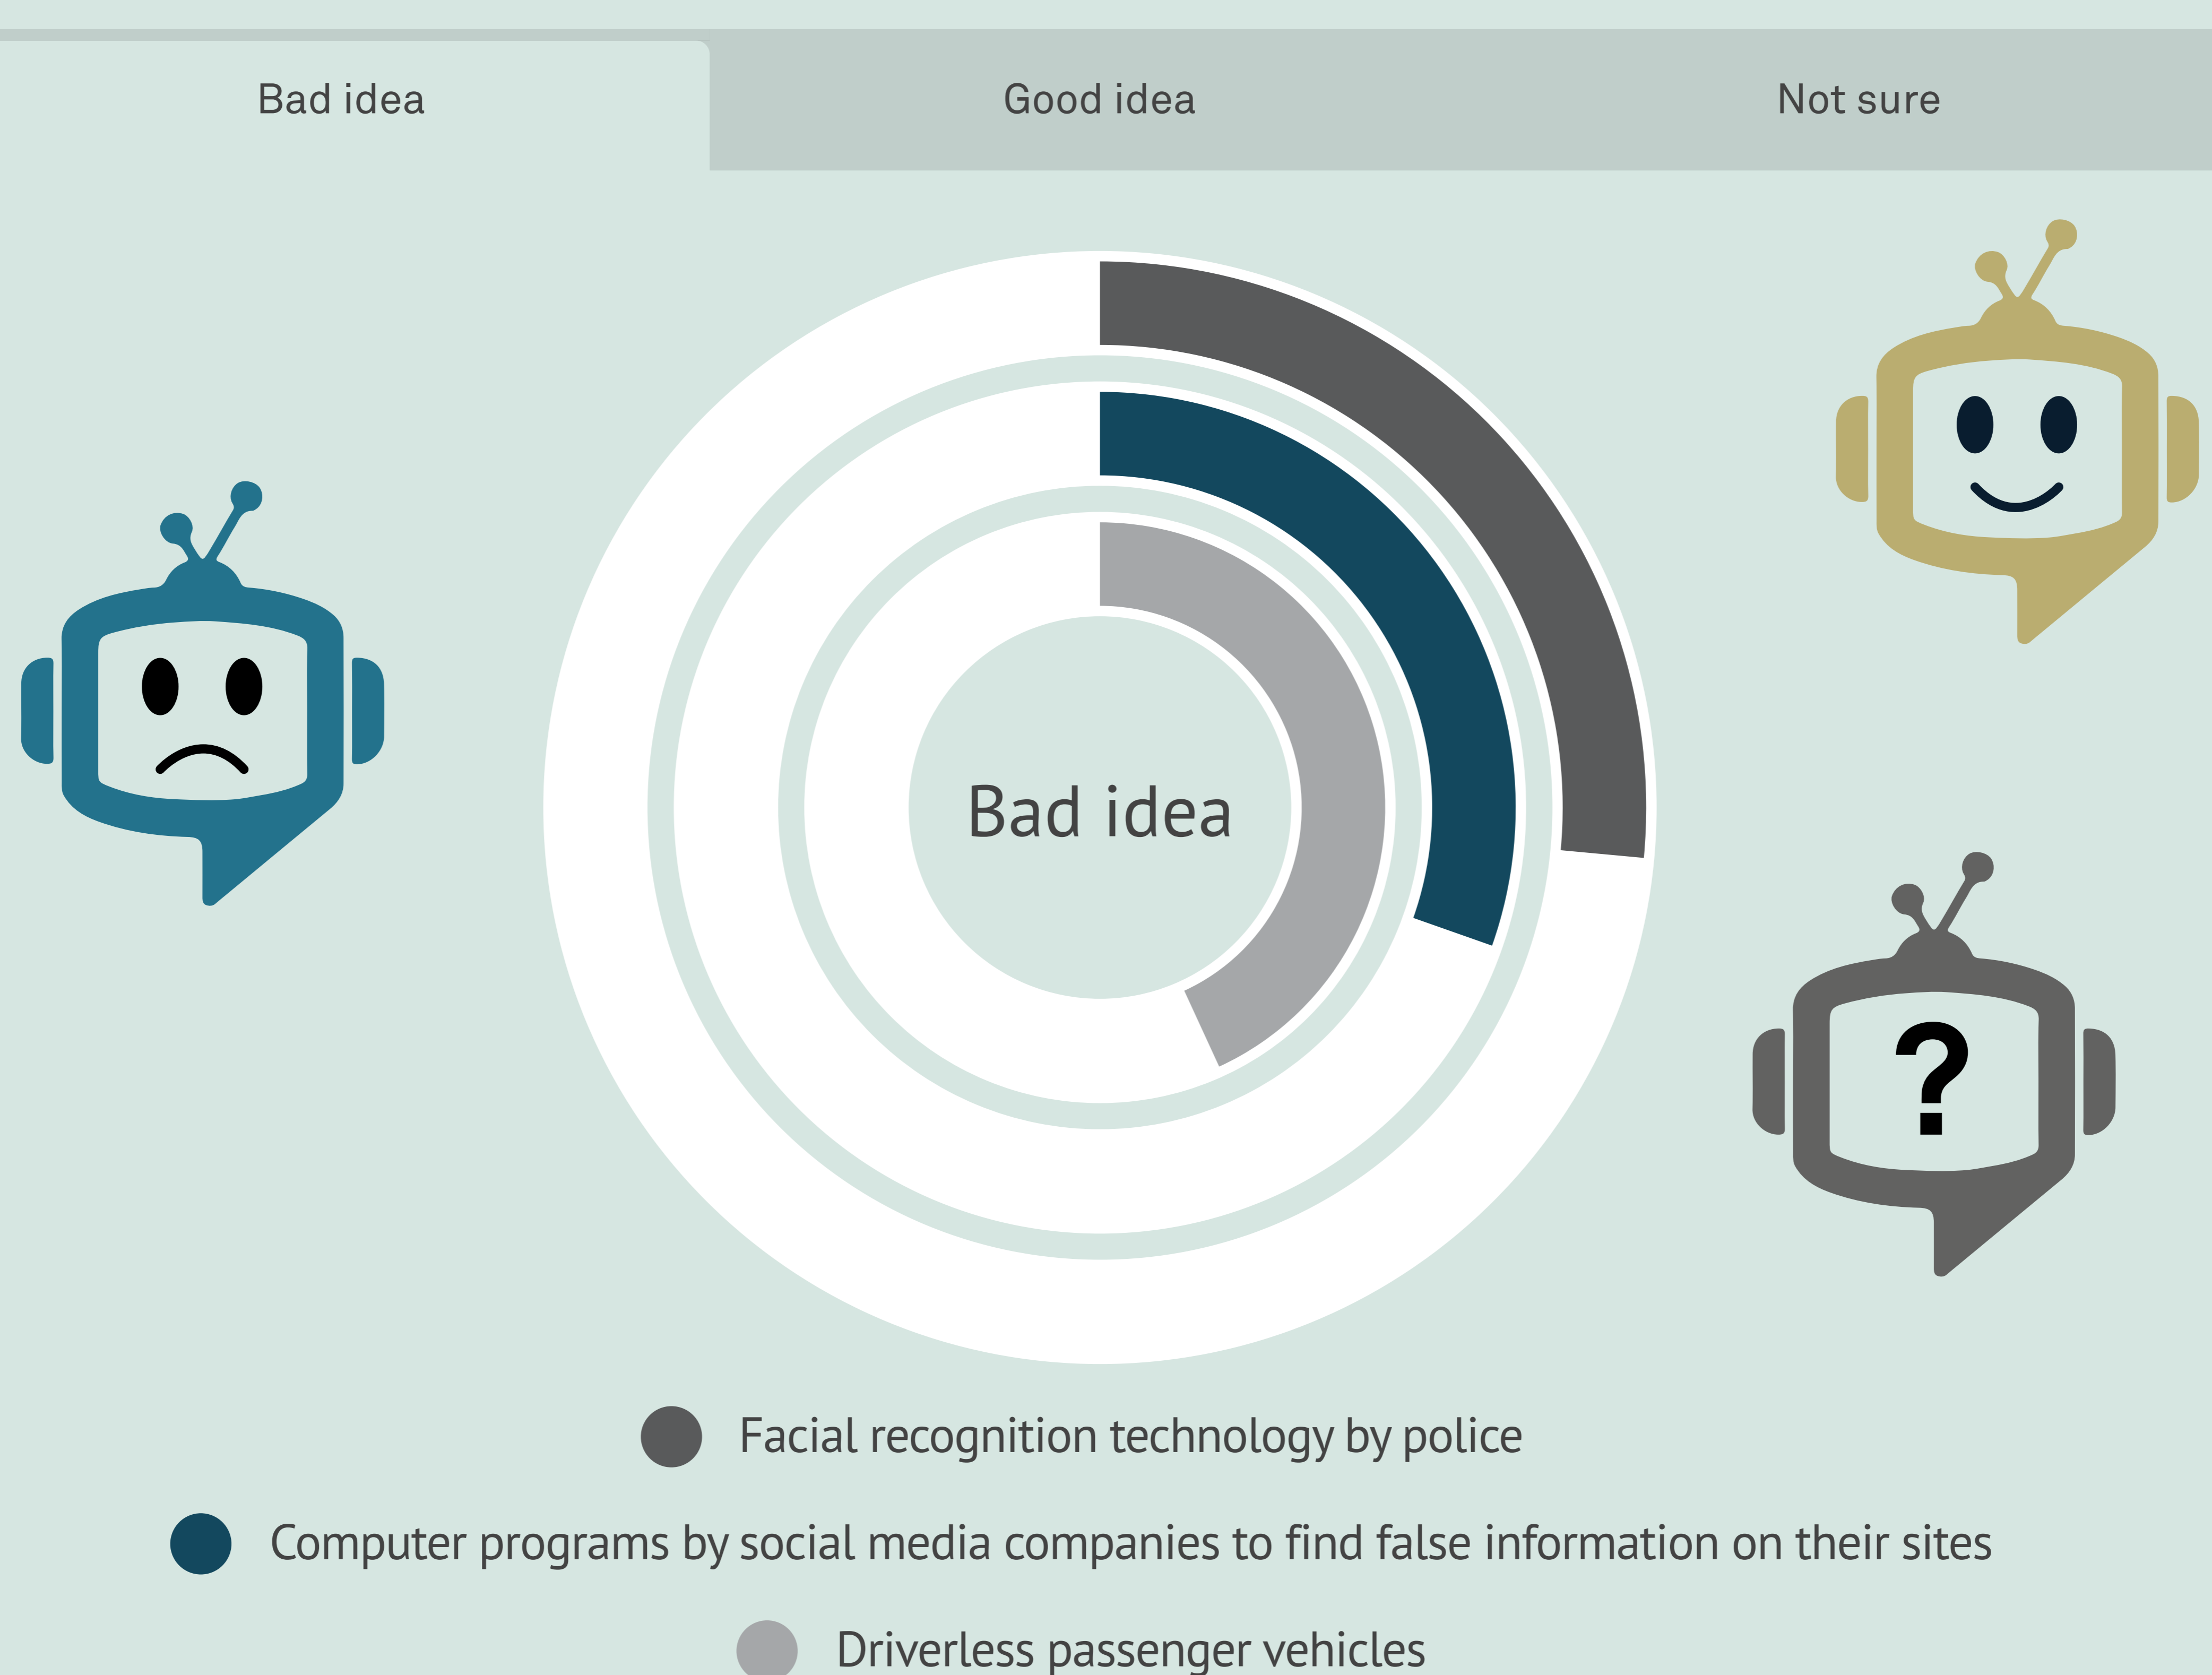 Bad idea
Good idea
Not sure
Bad idea
?
Facial recognition technology by police
Computer programs by social media companies to find false information on their sites
Driverless passenger vehicles